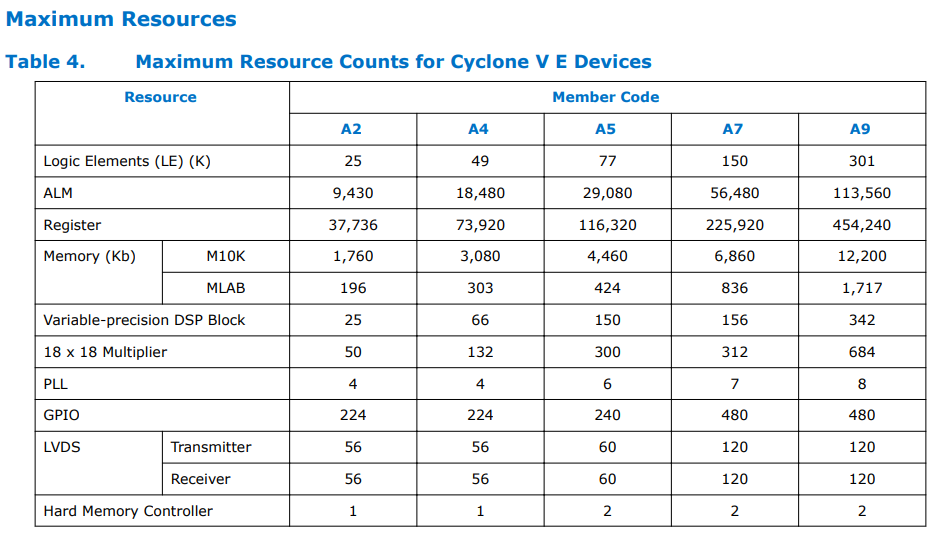 Maximum Resources
Table 4. Maximum Resource Counts for Cyclone V E Devices
Resource Member Code
A2 A4 A5 A7 A9
Logic Elements (LE) (K) 25 49 77 150 301
ALM 9,430 18,480 29,080 56,480 113,560
Register 37,736 73,920 116,320 225,920 454,240
Memory (Kb) M10K 1,760 3,080 4,460 6,860 12,200
MLAB 196 303 424 836 1,717
Variable-precision DSP Block 25 66 150 156 342
18 x 18 Multiplier 50 132 300 312 684
PLL 4 4 6 7 8
GPIO 224 224 240 480 480
LVDS Transmitter 56 56 60 120 120
Receiver 56 56 60 120 120
Hard Memory Controller 1 1 2 2 2